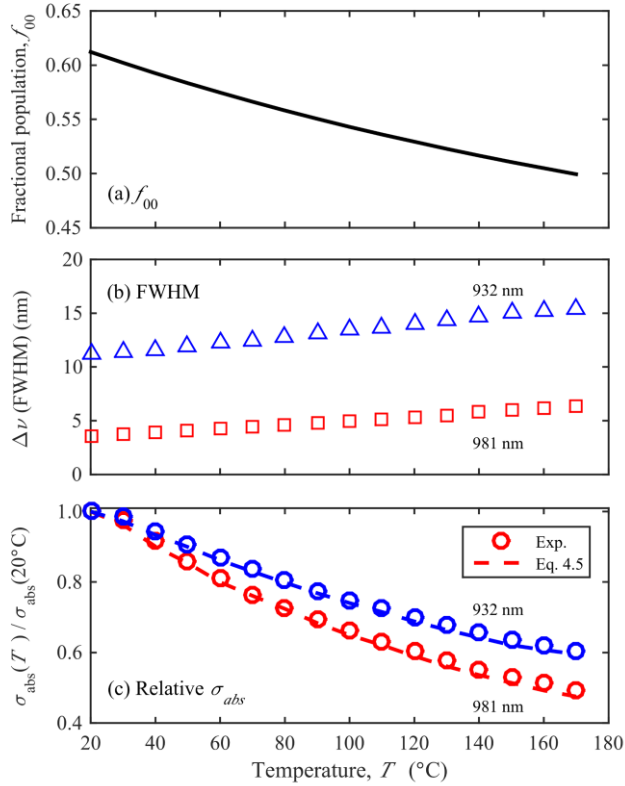 Fractional population, f00
0.65
0.60
0.55
0.50
0.45
(a) f00
Δν (FWHM) (nm)
20
15
10
5
0
(b) FWHM
932 nm
981 nm
σabs(T) / σabs(20°C)
1.0
0.8
0.6
0.4
Exp.
Eq. 4.5
932 nm
(c) Relative σabs
981 nm
20 40 60 80 100 120 140 160 180
Temperature, T (°C)